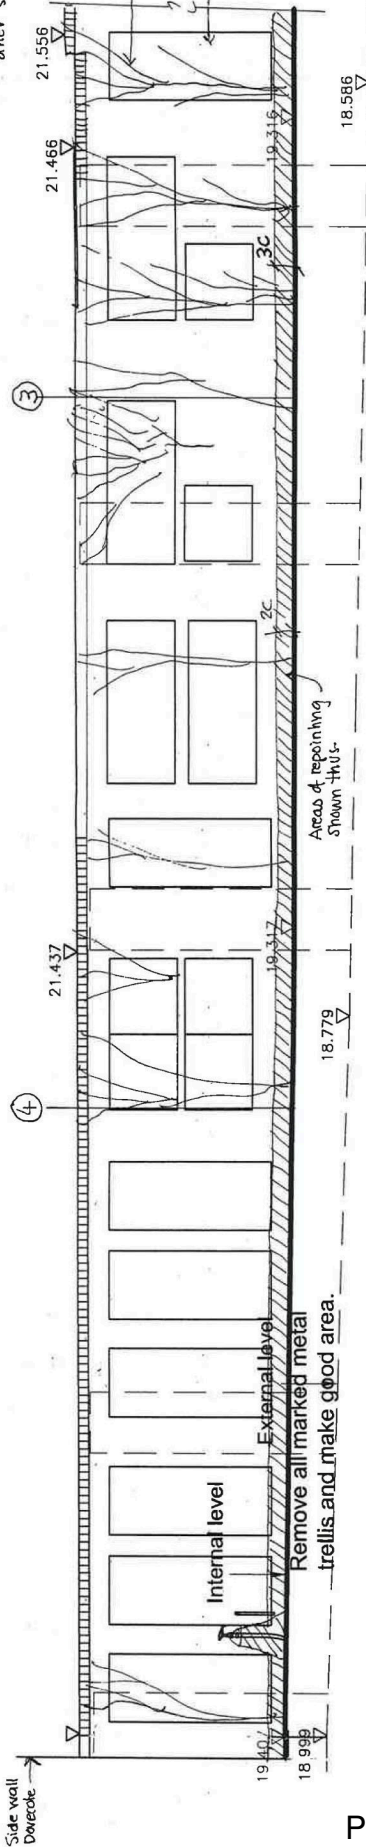 Side wall
Dovecote
4
3
21.437
21.466
21.556
Internal level
External level
2C
3C
19.40
19.317
19.316
18.999
18.779
18.586
Remove all marked metal
trellis and make good area.
Areas of repointing
shown thus-
P